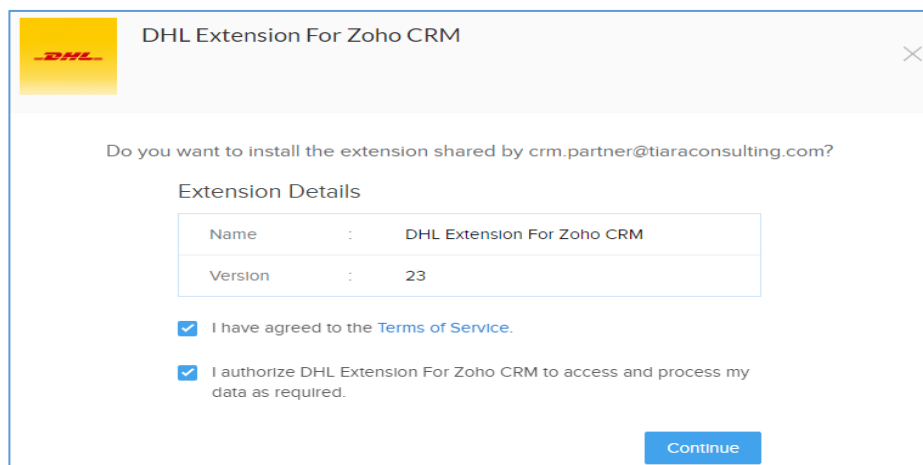 DHL
DHL Extension For Zoho CRM
Do you want to install the extension shared by crm.partner@tiaraconsulting.com?
Extension Details
Name : DHL Extension For Zoho CRM
Version : 23
I have agreed to the Terms of Service.
I authorize DHL Extension For Zoho CRM to access and process my
data as required.
Continue